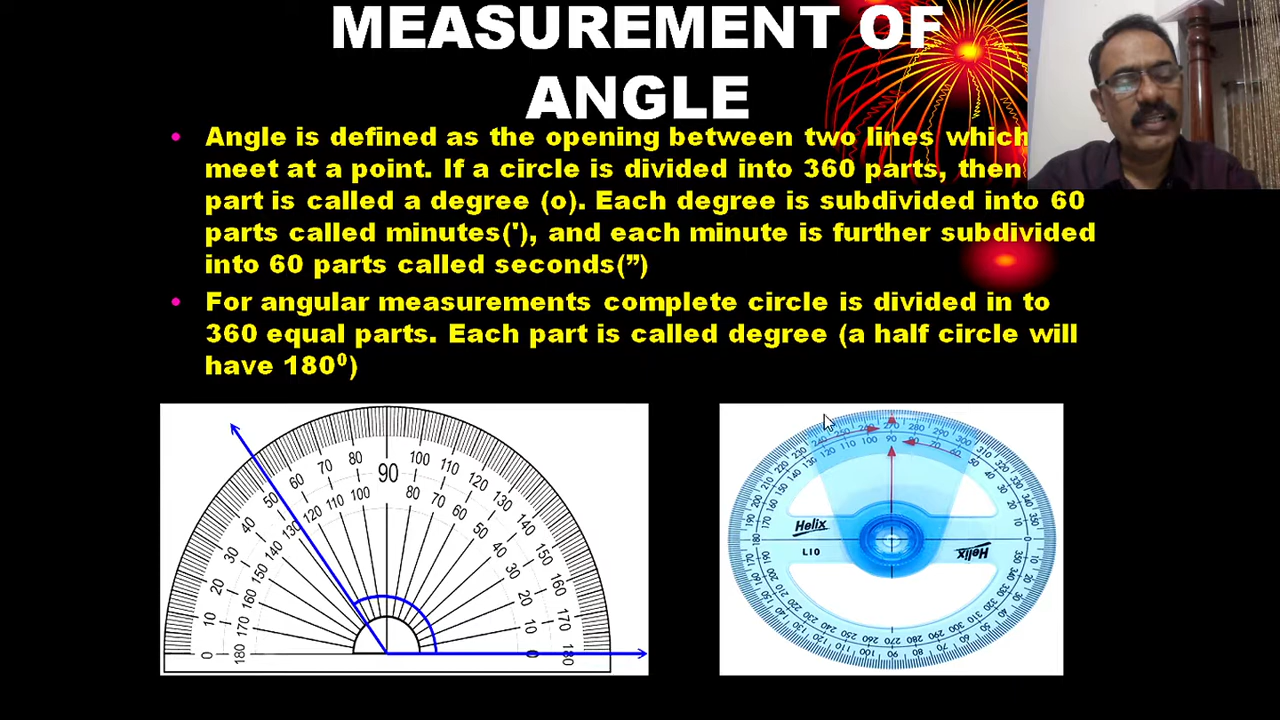 MEASUREMENT OF
ANGLE
• Angle is defined as the opening between two lines which
meet at a point. If a circle is divided into 360 parts, then
part is called a degree (o). Each degree is subdivided into 60
parts called minutes('), and each minute is further subdivided
into 60 parts called seconds(”)
• For angular measurements complete circle is divided in to
360 equal parts. Each part is called degree (a half circle will
have 180⁰)
0 10 20 30 40 50 60 70 80 90 100 110 120 130 140 150 160 170 180
180 170 160 150 140 130 120 110 100 80 70 60 50 40 30 20 10 0
Helix
L10
Helix